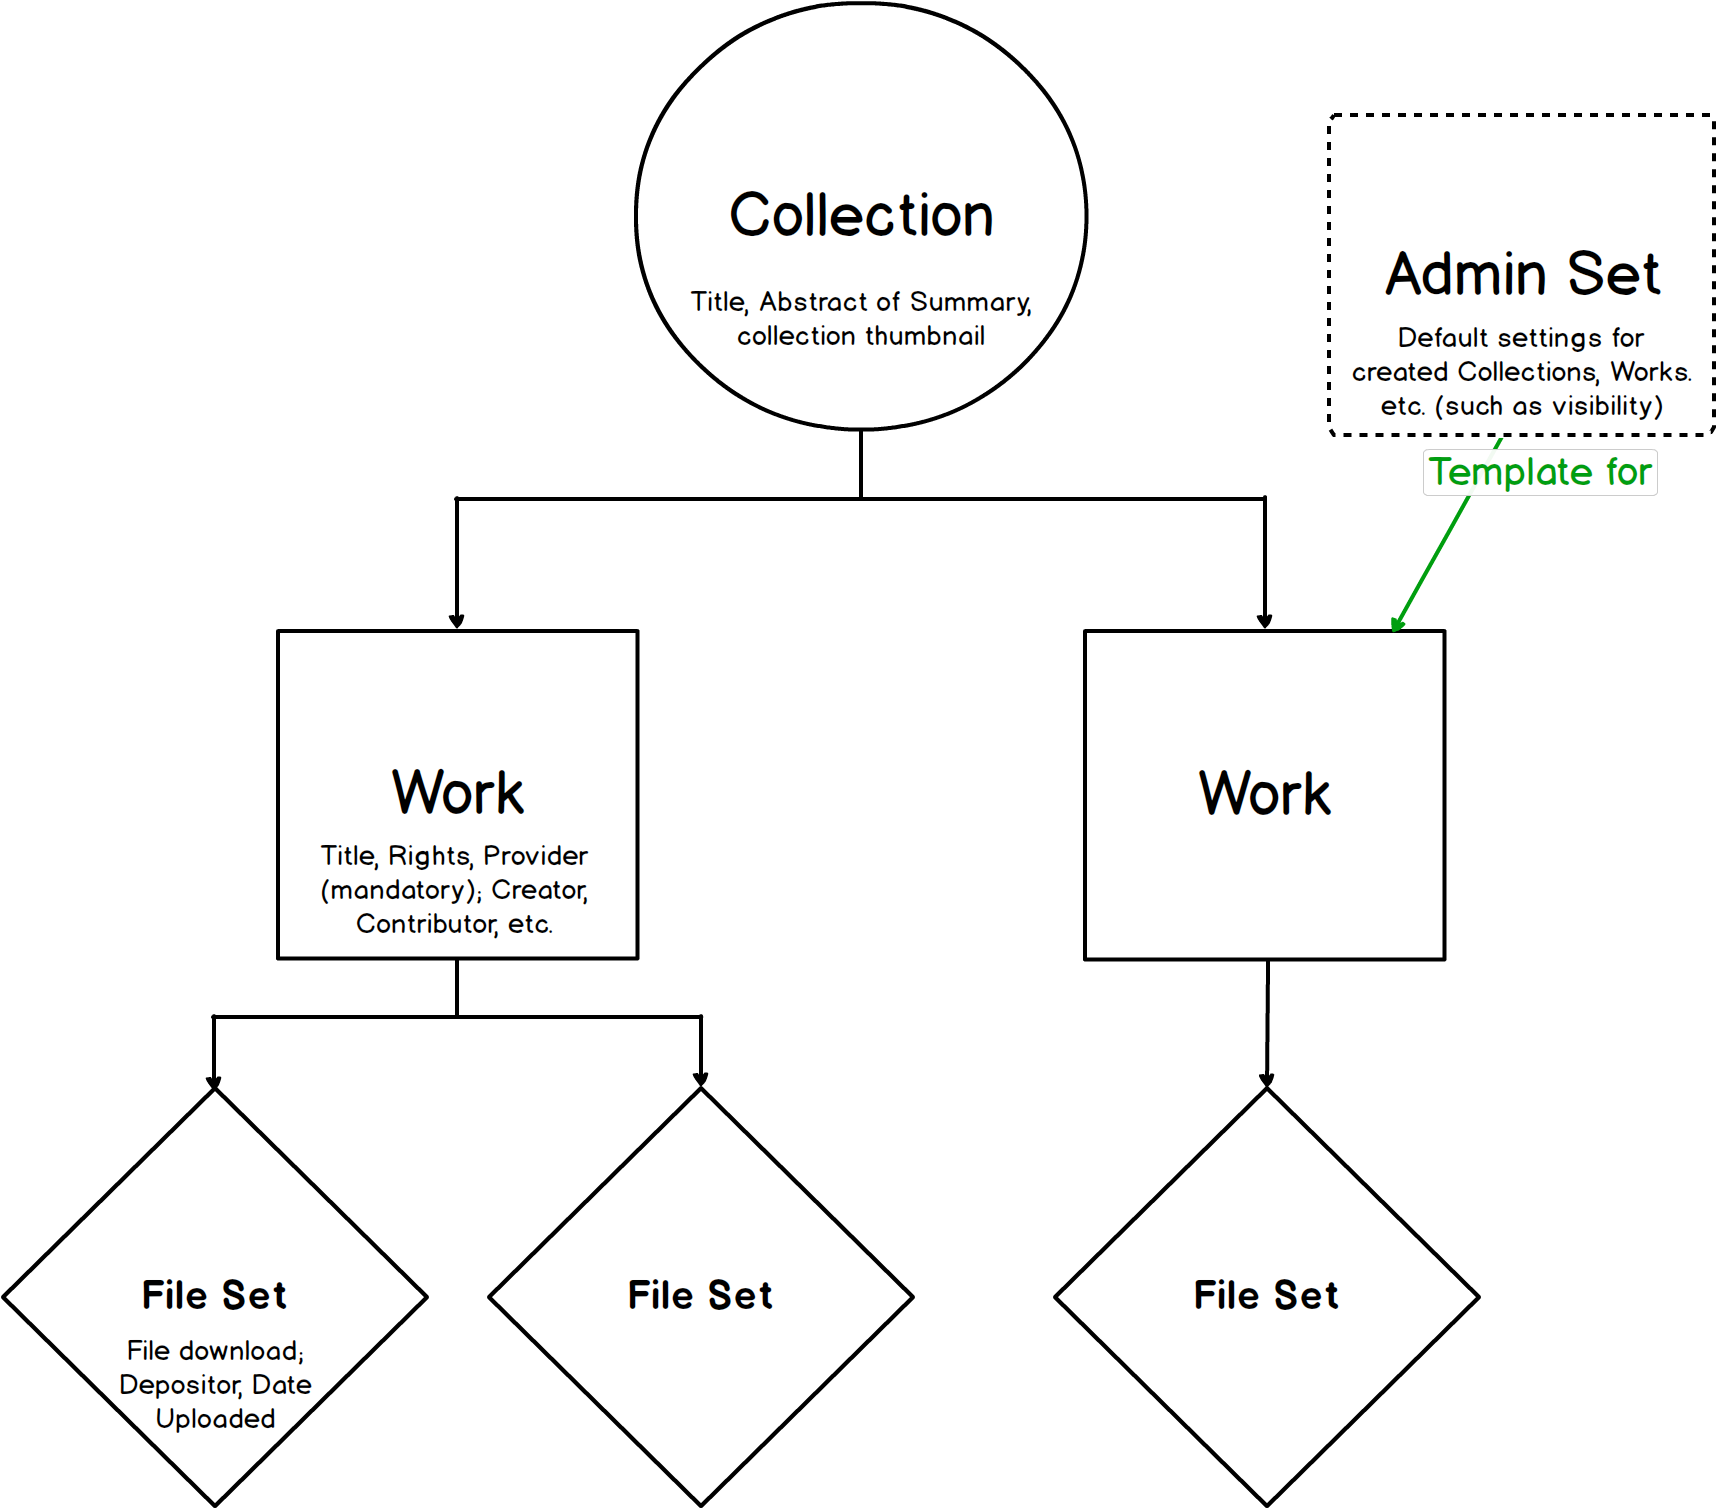 Collection
Title, Abstract of Summary,
collection thumbnail
Admin Set
Default settings for
created Collections, Works.
etc. (such as visibility)
Template for
Work
Title, Rights, Provider
(mandatory); Creator,
Contributor, etc.
Work
File Set
File download;
Depositor, Date
Uploaded
File Set
File Set